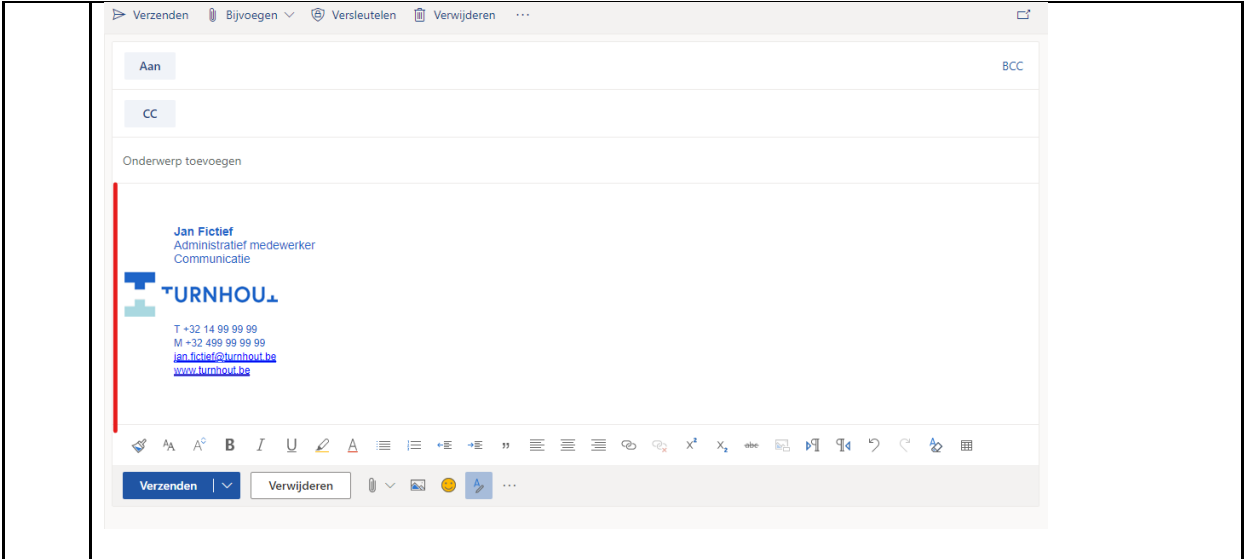 Verzenden Bijvoegen Versleutelen Verwijderen ...
Aan BCC
CC
Onderwerp toevoegen
Jan Fictief
Administratief medewerker
Communicatie
TURNHOUT
T +32 14 99 99 99
M +32 499 99 99 99
jan.fictief@turnhout.be
www.turnhout.be
Verzenden Verwijderen ...